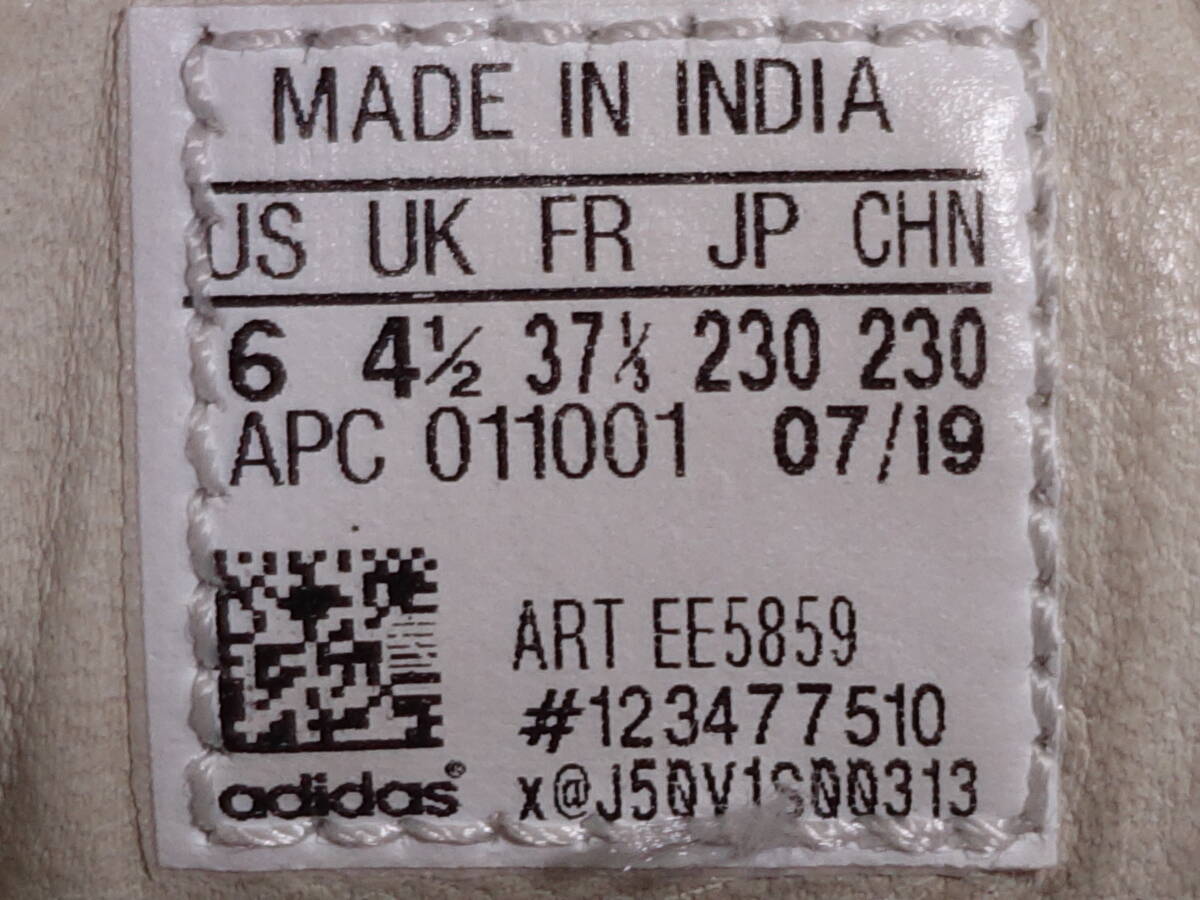 MADE IN INDIA
US UK FR JP CHN
6 4½ 37⅓ 230 230
APC 011001 07/19
ART EE5859
#123477510
adidas®